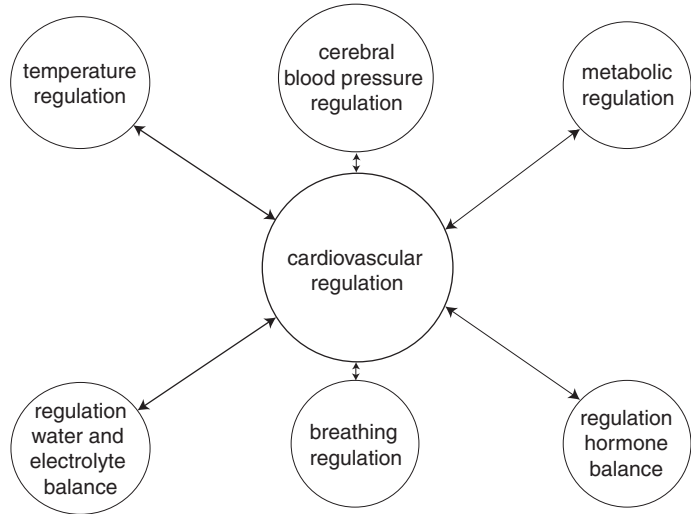 temperature
regulation
cerebral
blood pressure
regulation
metabolic
regulation
cardiovascular
regulation
regulation
water and
electrolyte
balance
breathing
regulation
regulation
hormone
balance